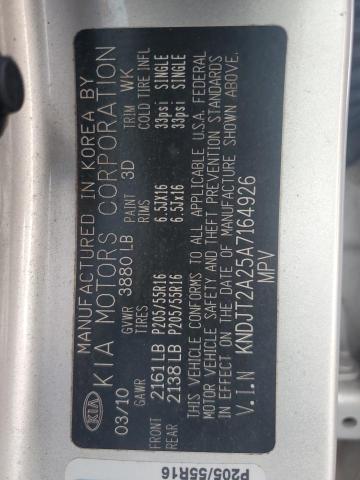 MANUFACTURED IN KOREA BY
KIA KIA MOTORS CORPORATION
03/10 GVWR 3880 LB PAINT 3D TRIM WK
GAWR TIRES RIMS COLD TIRE INFL
FRONT 2161LB P205/55R16 6.5JX16 33psi SINGLE
REAR 2138LB P205/55R16 6.5JX16 33psi SINGLE
THIS VEHICLE CONFORMS TO ALL APPLICABLE U.S.A. FEDERAL
MOTOR VEHICLE SAFETY AND THEFT PREVENTION STANDARDS
IN EFFECT ON THE DATE OF MANUFACTURE SHOWN ABOVE.
V.I.N KNDJT2A25A7164926
MPV
P205/55R16